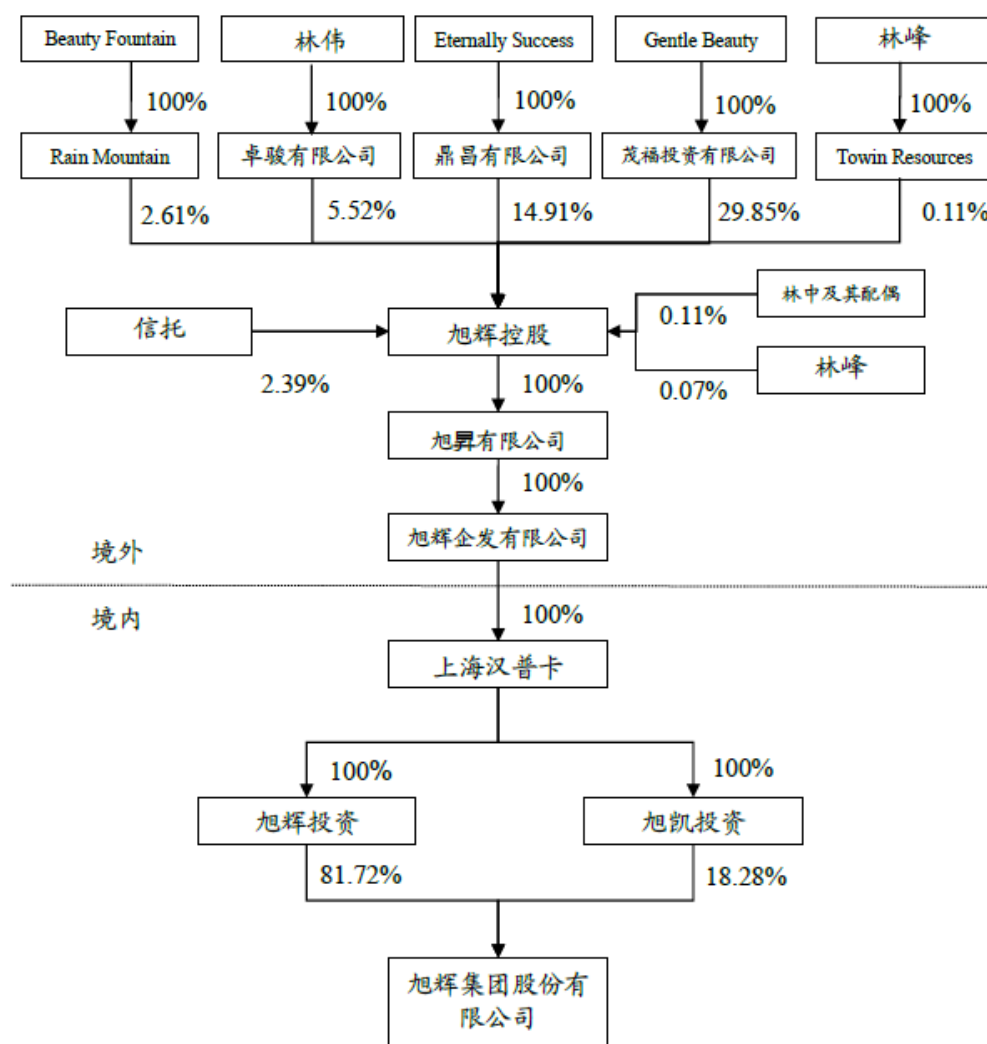 Beauty Fountain
林伟
Eternally Success
Gentle Beauty
林峰
100%
100%
100%
100%
100%
Rain Mountain
卓骏有限公司
鼎昌有限公司
茂福投资有限公司
Towin Resources
2.61%
5.52%
14.91%
29.85%
0.11%
林中及其配偶
信托
旭辉控股
0.11%
林峰
2.39%
100%
0.07%
旭昇有限公司
100%
旭辉企发有限公司
境外
境内
100%
上海汉普卡
100%
100%
旭辉投资
旭凯投资
81.72%
18.28%
旭辉集团股份有
限公司